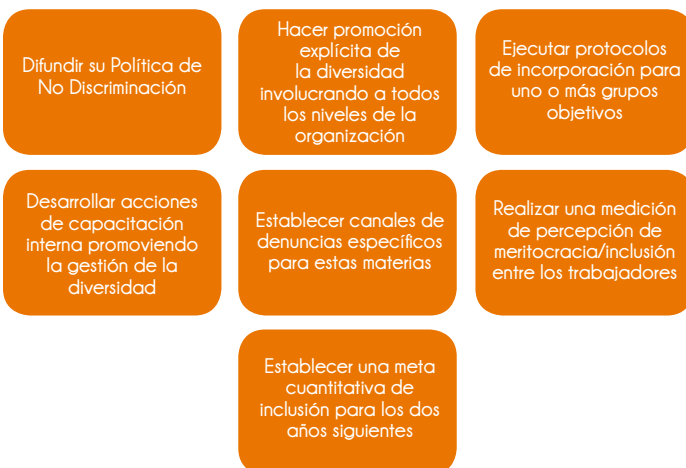 Difundir su Política de
No Discriminación
Hacer promoción
explícita de
la diversidad
involucrando a todos
los niveles de la
organización
Ejecutar protocolos
de incorporación para
uno o más grupos
objetivos
Desarrollar acciones
de capacitación
interna promoviendo
la gestión de la
diversidad
Establecer canales de
denuncias específicos
para estas materias
Realizar una medición
de percepción de
meritocracia/inclusión
entre los trabajadores
Establecer una meta
cuantitativa de
inclusión para los dos
años siguientes